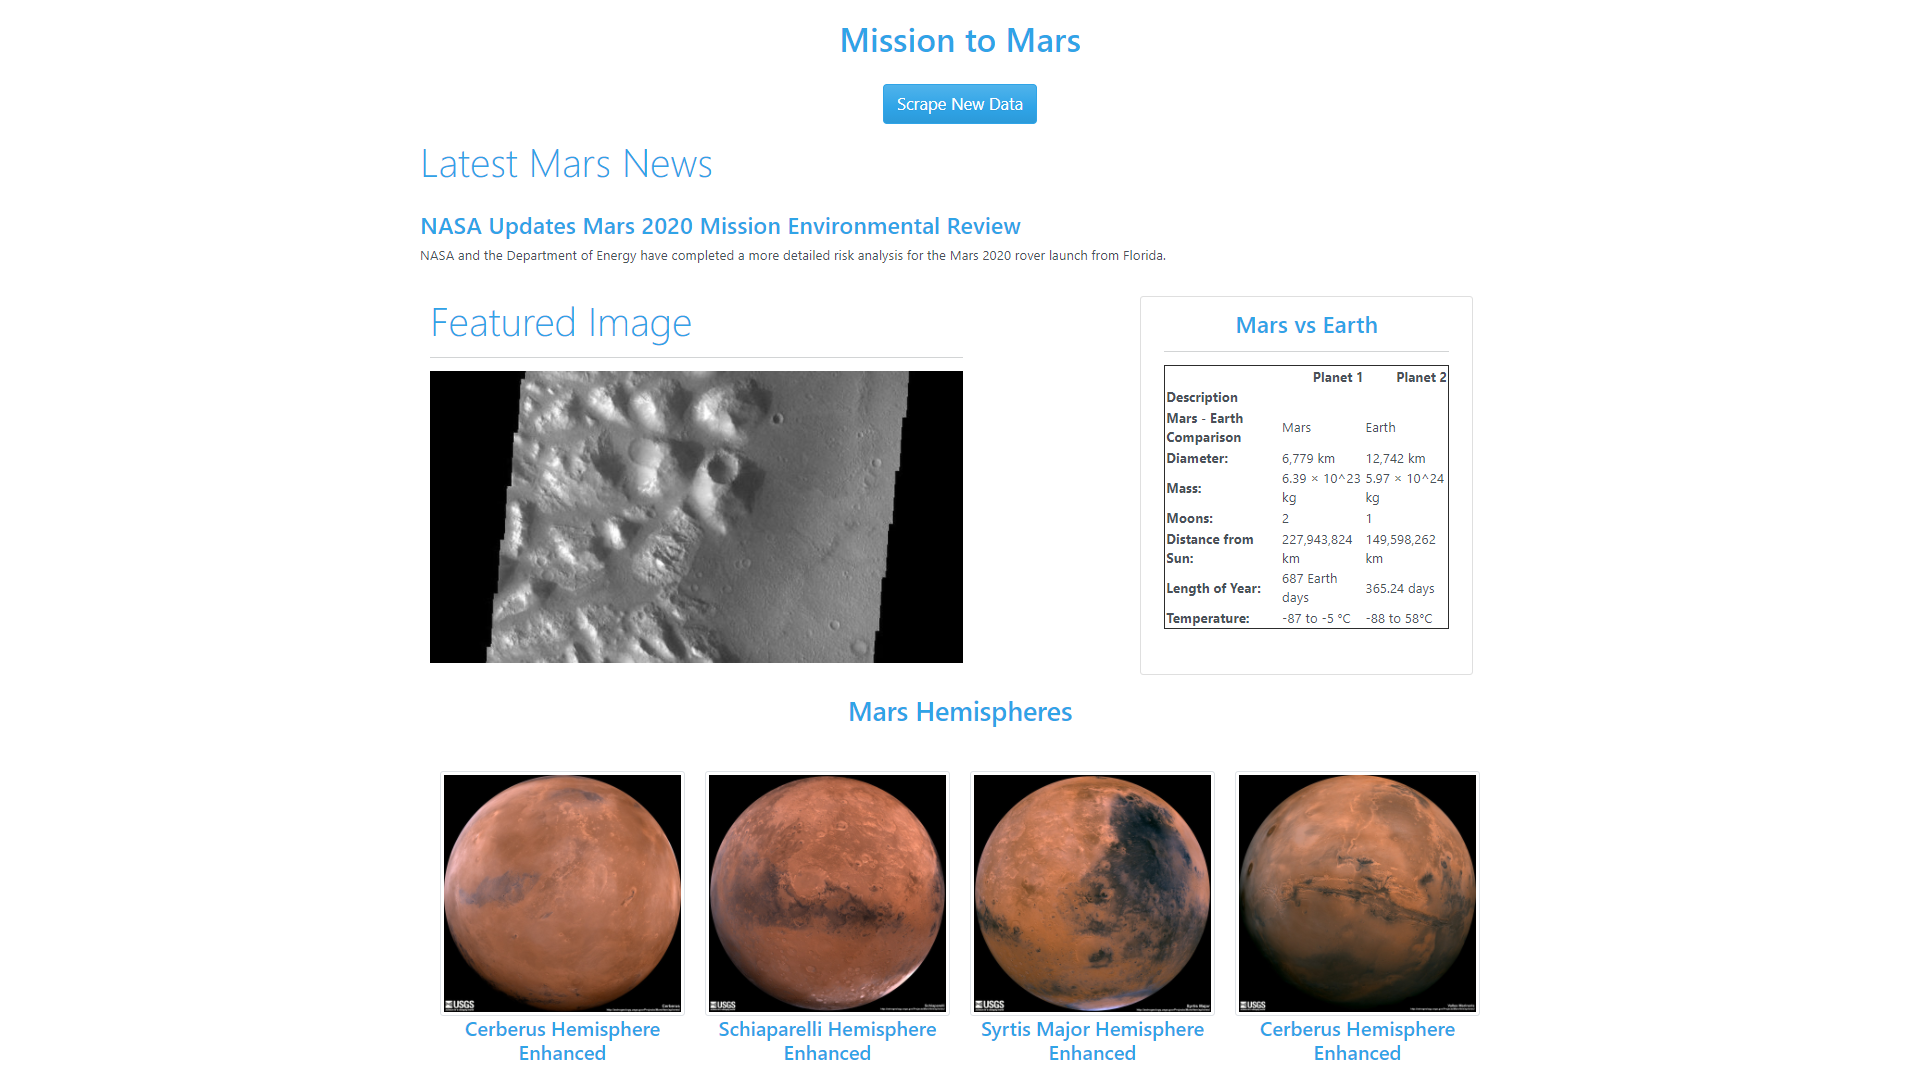 Mission to Mars
Scrape New Data
Latest Mars News
NASA Updates Mars 2020 Mission Environmental Review
NASA and the Department of Energy have completed a more detailed risk analysis for the Mars 2020 rover launch from Florida.
Featured Image
Mars vs Earth
Planet 1 Planet 2
Description
Mars - Earth
Comparison Mars Earth
Diameter: 6,779 km 12,742 km
Mass: 6.39 × 10^23 kg 5.97 × 10^24 kg
Moons: 2 1
Distance from
Sun: 227,943,824 km 149,598,262 km
Length of Year: 687 Earth days 365.24 days
Temperature: -87 to -5 °C -88 to 58°C
Mars Hemispheres
USGS Cerberus
USGS Schiaparelli
USGS Syrtis Major
USGS Valles Marineris
Cerberus Hemisphere
Enhanced
Schiaparelli Hemisphere
Enhanced
Syrtis Major Hemisphere
Enhanced
Cerberus Hemisphere
Enhanced